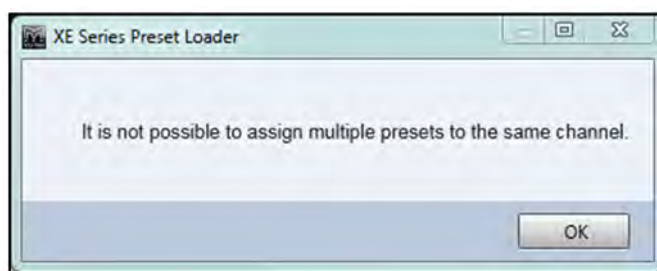 XE Series Preset Loader
It is not possible to assign multiple presets to the same channel.
OK